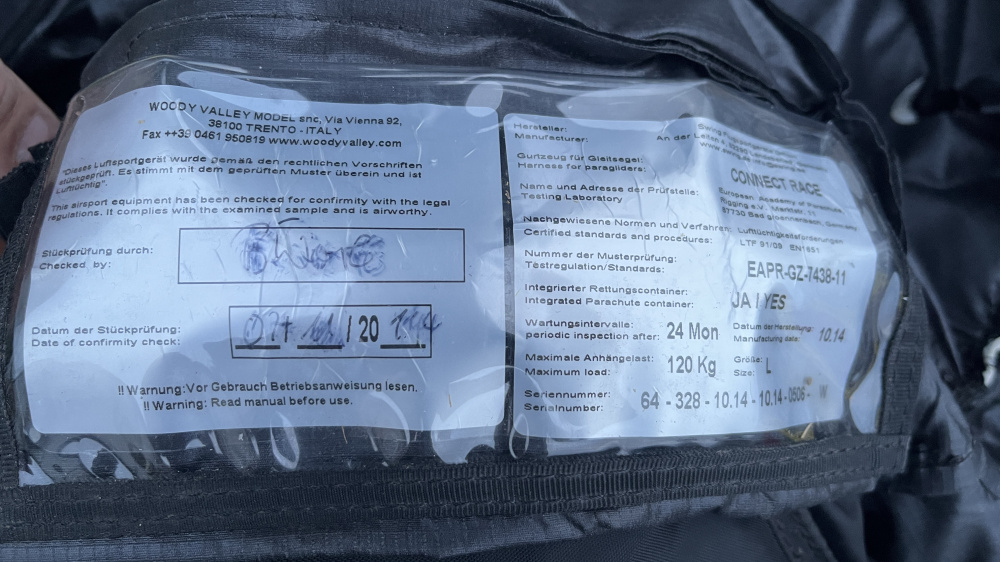 WOODY VALLEY MODEL snc, Via Vienna 92,
38100 TRENTO - ITALY
Fax ++39 0461 950819 www.woodyvalley.com
"Dieses Luftsportgerät wurde gemäß den rechtlichen Vorschriften
stückgeprüft. Es stimmt mit dem geprüften Muster überein und ist
Luftüchtig".
This airsport equipment has been checked for confirmity with the legal
regulations. It complies with the examined sample and is airworthy.
Stückprüfung durch:
Checked by:
Datum der Stückprüfung:
Date of confirmity check:
/ 20
!! Warnung:Vor Gebrauch Betriebsanweisung lesen.
!! Warning: Read manual before use.
Hersteller:
Manufacturer:
An der Leiten
Gurtzeug für Gleitsegel:
Harness for paragliders:
CONNECT RACE
Name und Adresse der Prüfstelle:
Testing Laboratory
European Academy of
Rigging e.V.
Nachgewiesene Normen und Verfahren:
Certified standards and procedures:
Lufttüchtigkeitsforderungen
LTF 91/09 EN1651
Nummer der Musterprüfung:
Testregulation/Standards:
EAPR-GZ-7438-11
Integrierter Rettungscontainer:
Integrated Parachute container:
JA / YES
Wartungsintervalle:
periodic inspection after:
24 Mon
Datum der Herstellung:
Manufacturing date:
10.14
Maximale Anhängelast:
Maximum load:
120 Kg
Größe:
Size:
L
Seriennummer:
Serialnumber:
64 - 328 - 10.14 - 10.14 - 0506 - W